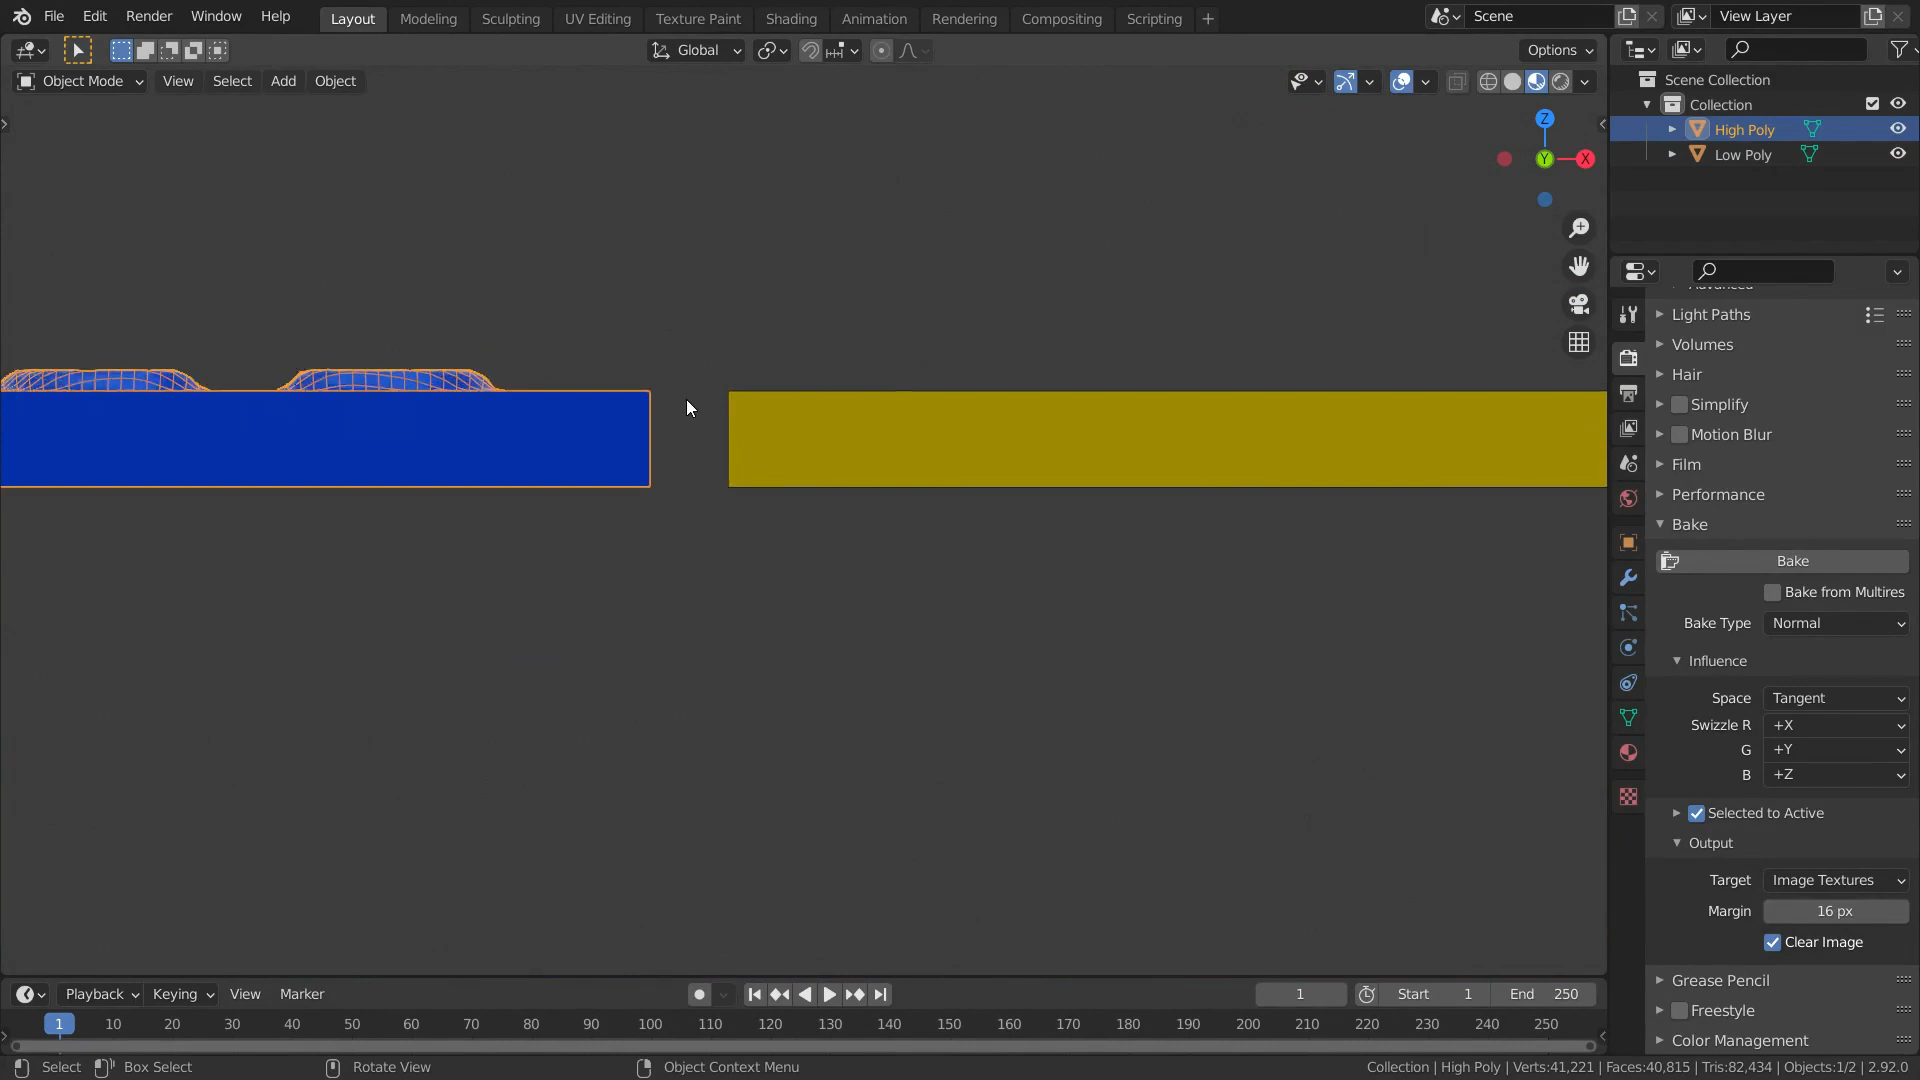 File Edit Render Window Help Layout Modeling Sculpting UV Editing Texture Paint Shading Animation Rendering Compositing Scripting + Scene View Layer
Global Options
Object Mode View Select Add Object
Scene Collection
Collection
High Poly
Low Poly
Z
Y
X
Light Paths
Volumes
Hair
Simplify
Motion Blur
Film
Performance
Bake
Bake
Bake from Multires
Bake Type Normal
Influence
Space Tangent
Swizzle R +X
G +Y
B +Z
Selected to Active
Output
Target Image Textures
Margin 16 px
Clear Image
Grease Pencil
Freestyle
Color Management
Playback Keying View Marker 1 Start 1 End 250
1 10 20 30 40 50 60 70 80 90 100 110 120 130 140 150 160 170 180 190 200 210 220 230 240 250
Select Box Select Rotate View Object Context Menu Collection | High Poly | Verts:41,221 | Faces:40,815 | Tris:82,434 | Objects:1/2 | 2.92.0